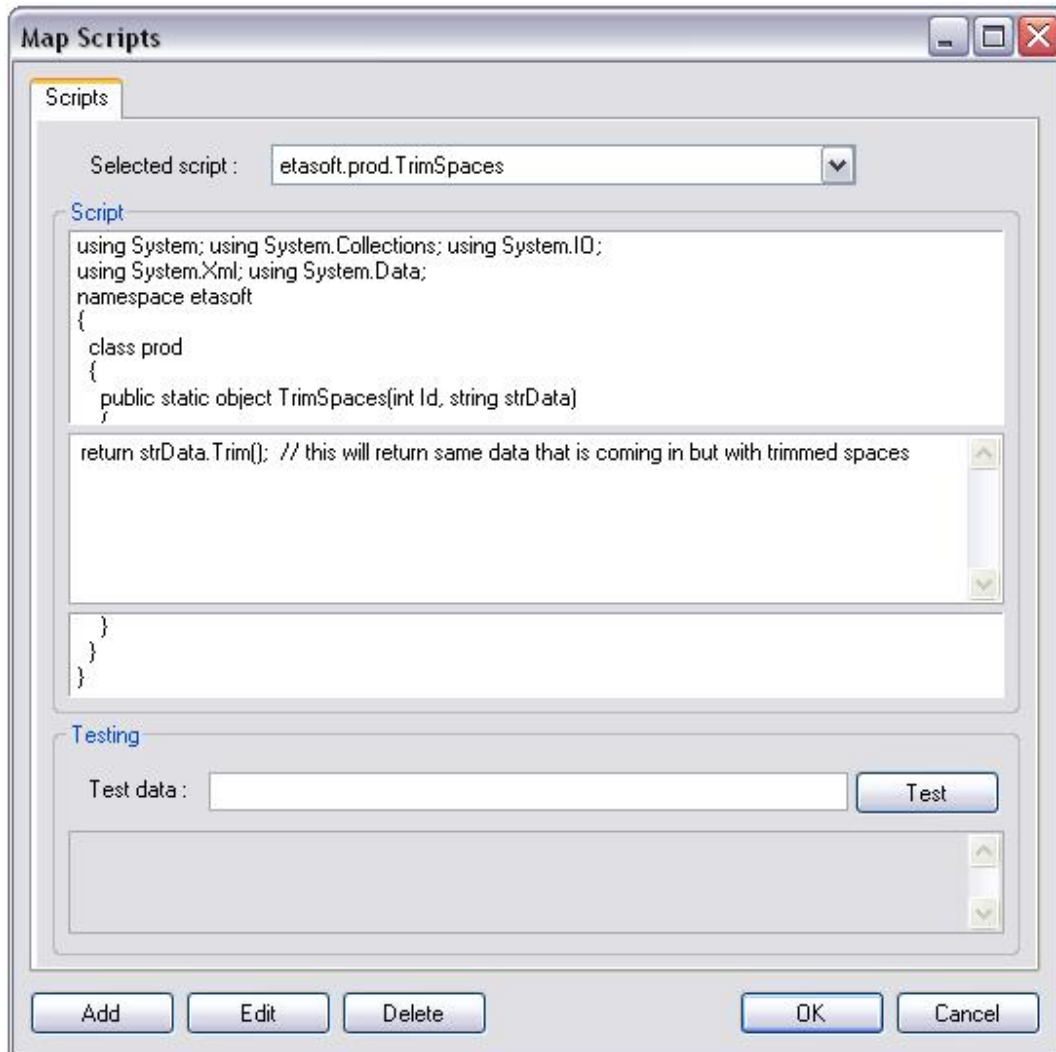 Map Scripts
Scripts
Selected script : etasoft.prod.TrimSpaces
Script
using System; using System.Collections; using System.IO;
using System.Xml; using System.Data;
namespace etasoft
{
class prod
{
public static object TrimSpaces(int Id, string strData)
{
return strData.Trim();  // this will return same data that is coming in but with trimmed spaces
}
}
}
Testing
Test data : Test
Add Edit Delete OK Cancel